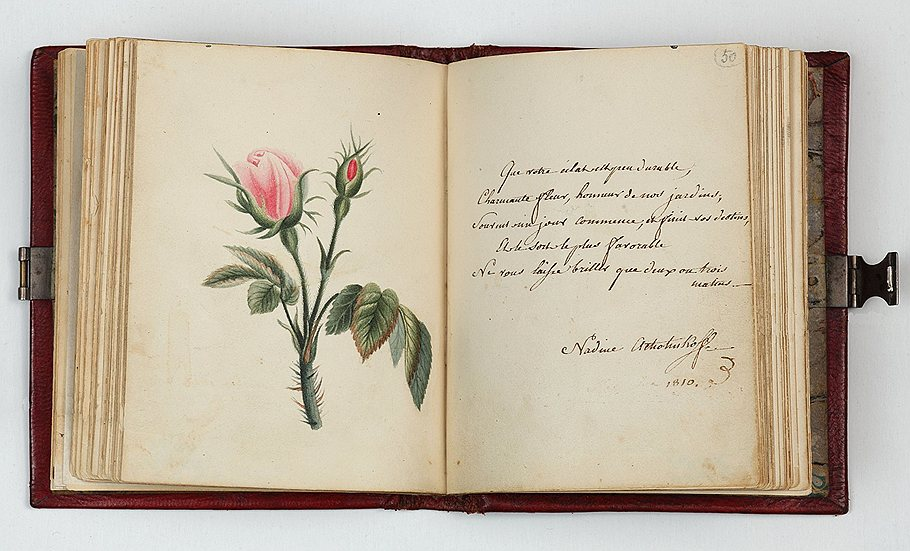 50
Que votre éclat est peu durable,
Charmante fleur, honneur de nos jardins,
Souvent un jour commence, et finit vos destins,
Et le sort le plus favorable
Ne vous laisse briller que deux ou trois
matins.
Nadine
1810.